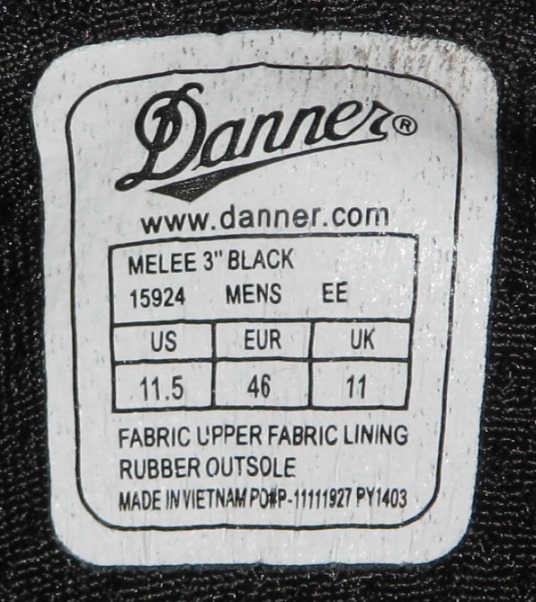 Danner®
www.danner.com
MELEE 3" BLACK
15924 MENS EE
US EUR UK
11.5 46 11
FABRIC UPPER FABRIC LINING
RUBBER OUTSOLE
MADE IN VIETNAM PO#P-11111927 PY1403